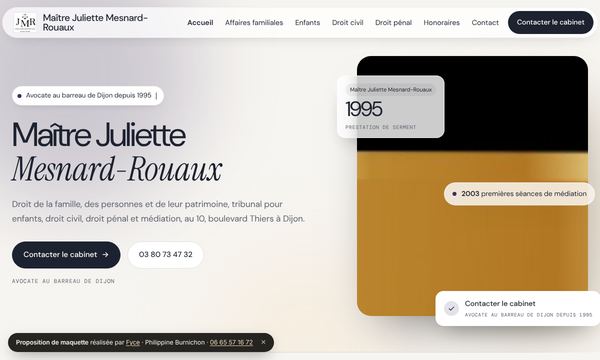 JMR
Maître Juliette Mesnard-
Rouaux
Accueil Affaires familiales Enfants Droit civil Droit pénal Honoraires Contact Contacter le cabinet
Avocate au barreau de Dijon depuis 1995 |
Maître Juliette
Mesnard-Rouaux
Droit de la famille, des personnes et de leur patrimoine, tribunal pour
enfants, droit civil, droit pénal et médiation, au 10, boulevard Thiers à Dijon.
Contacter le cabinet → 03 80 73 47 32
AVOCATE AU BARREAU DE DIJON
Maître Juliette Mesnard-Rouaux
1995
PRESTATION DE SERMENT
2003 premières séances de médiation
Contacter le cabinet
AVOCATE AU BARREAU DE DIJON DEPUIS 1995
Proposition de maquette réalisée par Fyce · Philippine Burnichon · 06 65 57 16 72 ×